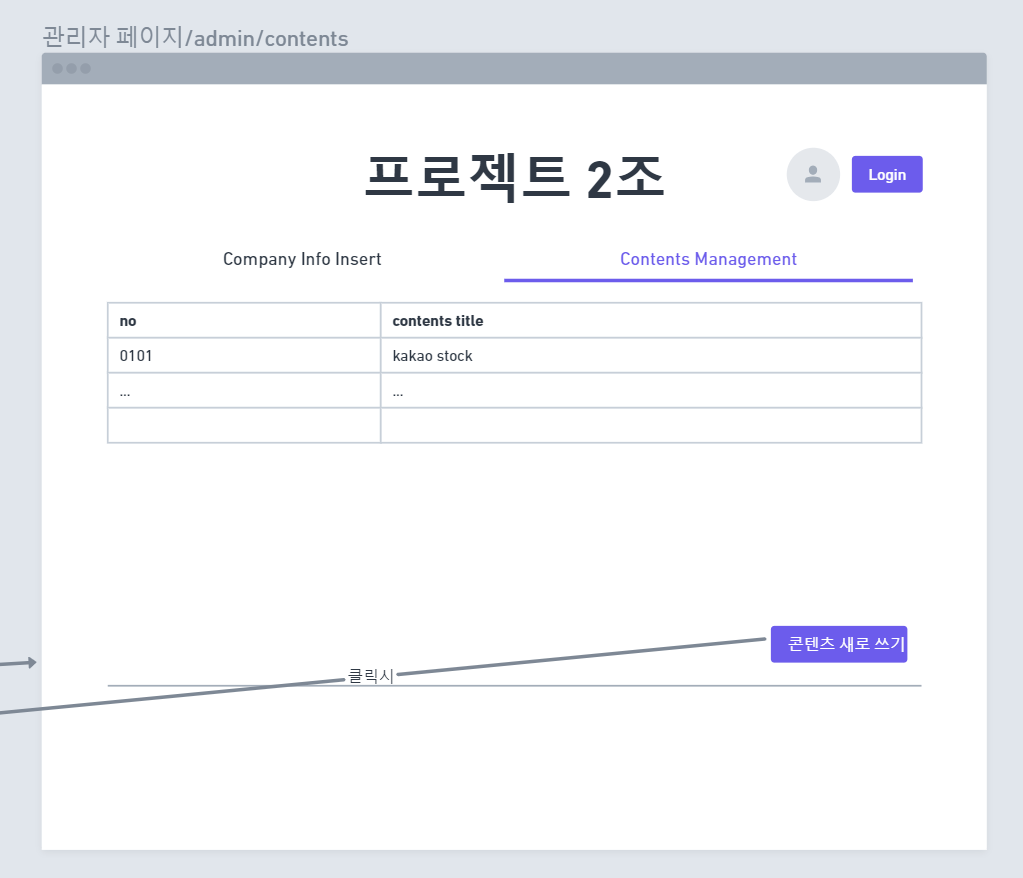 관리자 페이지/admin/contents
프로젝트 2조
Login
Company Info Insert
Contents Management
no
contents title
0101
kakao stock
...
...
콘텐츠 새로 쓰기
클릭시